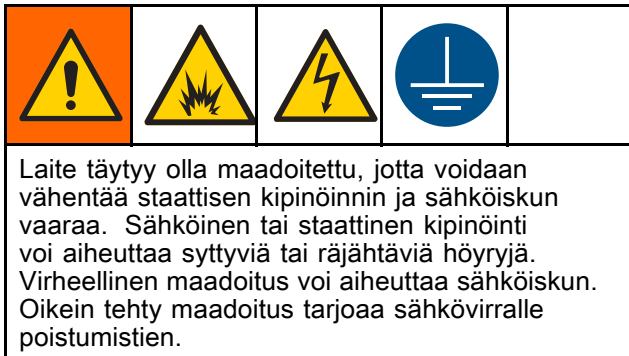 Laite täytyy olla maadoitettu, jotta voidaan
vähentää staattisen kipinöinnin ja sähköiskun
vaaraa. Sähköinen tai staattinen kipinöinti
voi aiheuttaa syttyviä tai räjähtäviä höyryjä.
Virheellinen maadoitus voi aiheuttaa sähköiskun.
Oikein tehty maadoitus tarjoaa sähkövirralle
poistumistien.